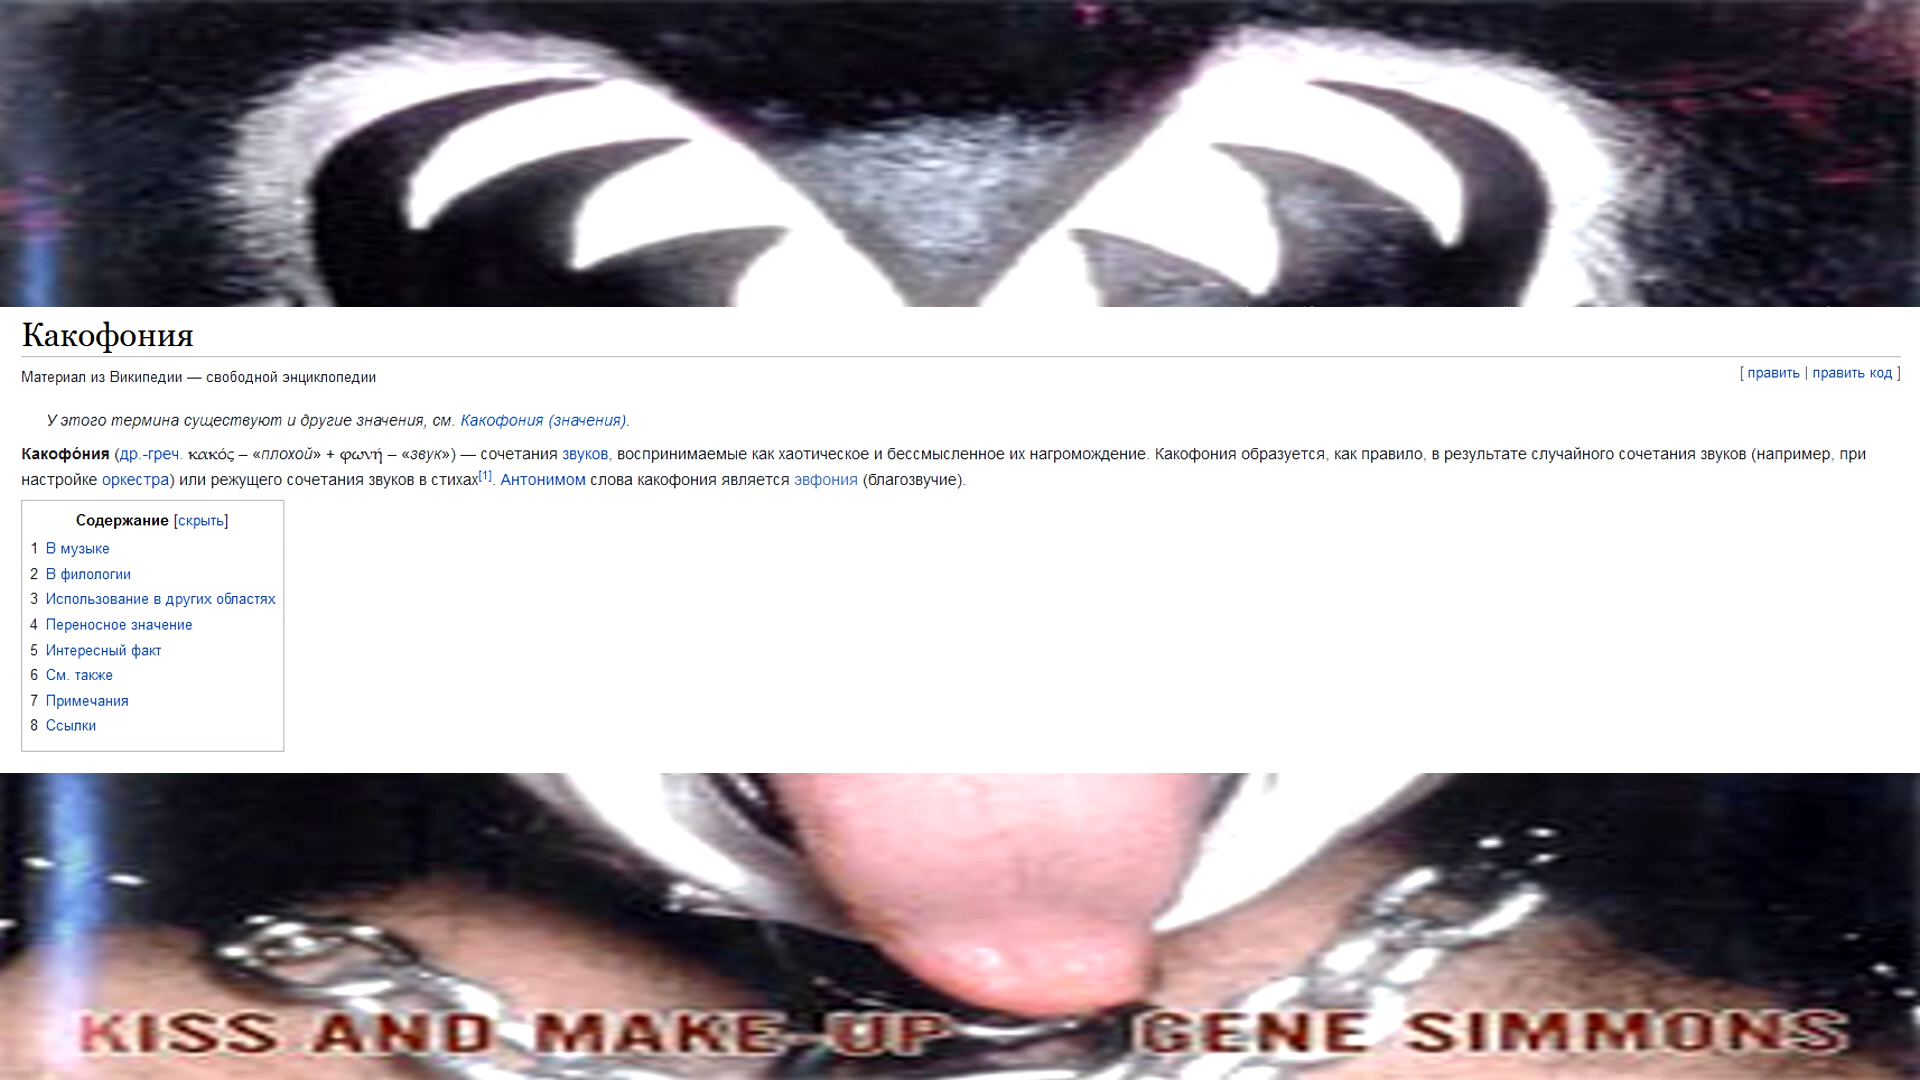 Какофония
Материал из Википедии — свободной энциклопедии
[ править | править код ]
У этого термина существуют и другие значения, см. Какофония (значения).
Какофо́ния (др.-греч. κακός – «плохой» + φωνή – «звук») — сочетания звуков, воспринимаемые как хаотическое и бессмысленное их нагромождение. Какофония образуется, как правило, в результате случайного сочетания звуков (например, при
настройке оркестра) или режущего сочетания звуков в стихах[1]. Антонимом слова какофония является эвфония (благозвучие).
Содержание [скрыть]
1 В музыке
2 В филологии
3 Использование в других областях
4 Переносное значение
5 Интересный факт
6 См. также
7 Примечания
8 Ссылки
KISS AND MAKE-UP GENE SIMMONS